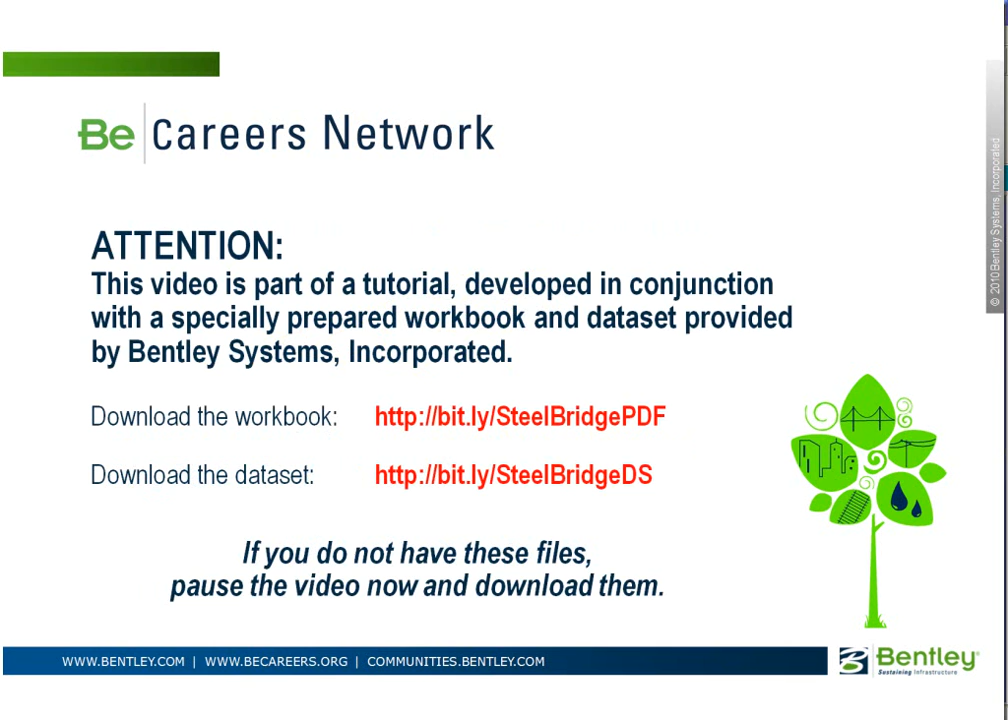 Be Careers Network
© 2010 Bentley Systems, Incorporated
ATTENTION:
This video is part of a tutorial, developed in conjunction
with a specially prepared workbook and dataset provided
by Bentley Systems, Incorporated.
Download the workbook: http://bit.ly/SteelBridgePDF
Download the dataset: http://bit.ly/SteelBridgeDS
If you do not have these files,
pause the video now and download them.
WWW.BENTLEY.COM | WWW.BECAREERS.ORG | COMMUNITIES.BENTLEY.COM
Bentley®
Sustaining Infrastructure